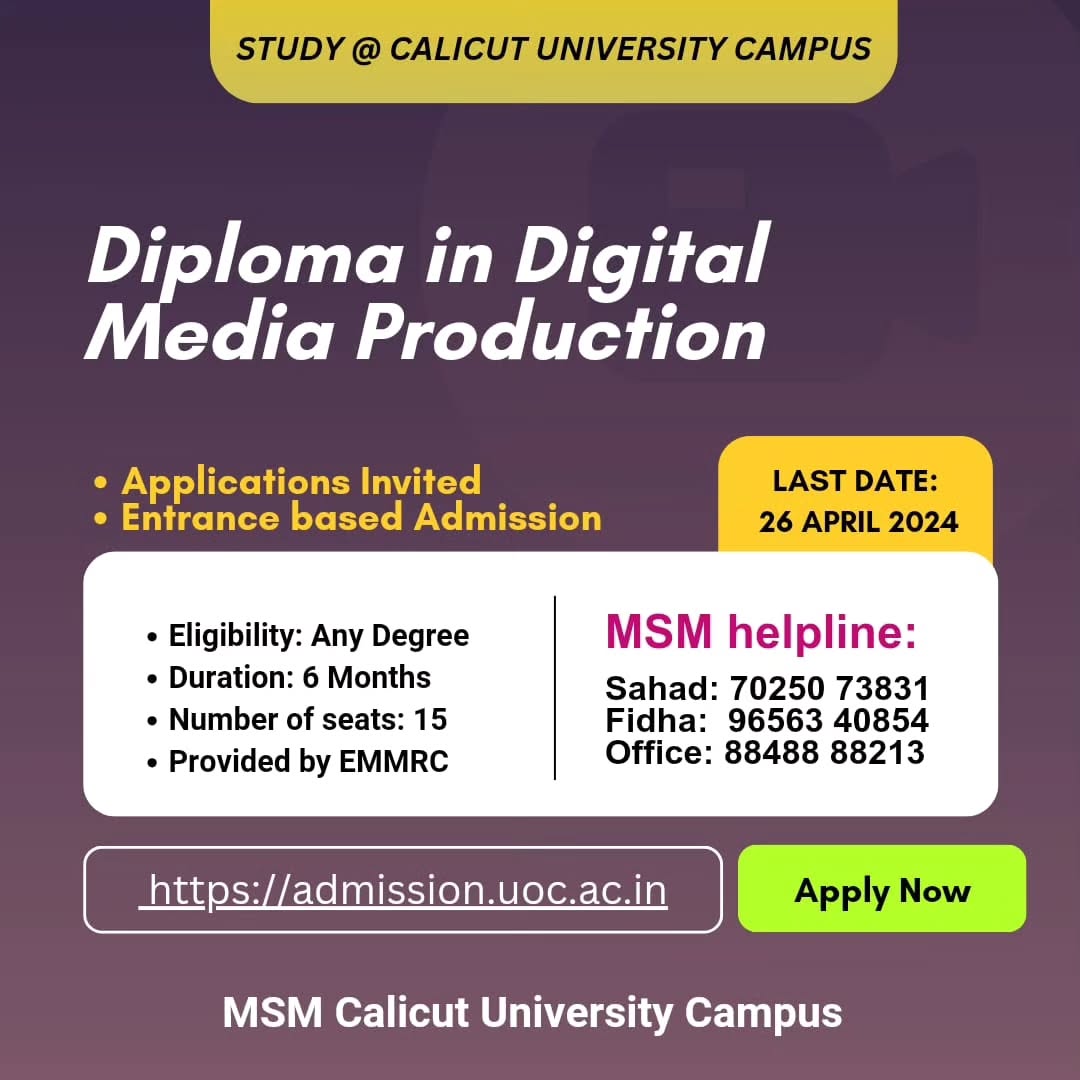 STUDY @ CALICUT UNIVERSITY CAMPUS
Diploma in Digital
Media Production
• Applications Invited
• Entrance based Admission
LAST DATE:
26 APRIL 2024
• Eligibility: Any Degree
• Duration: 6 Months
• Number of seats: 15
• Provided by EMMRC
MSM helpline:
Sahad: 70250 73831
Fidha: 96563 40854
Office: 88488 88213
https://admission.uoc.ac.in
Apply Now
MSM Calicut University Campus